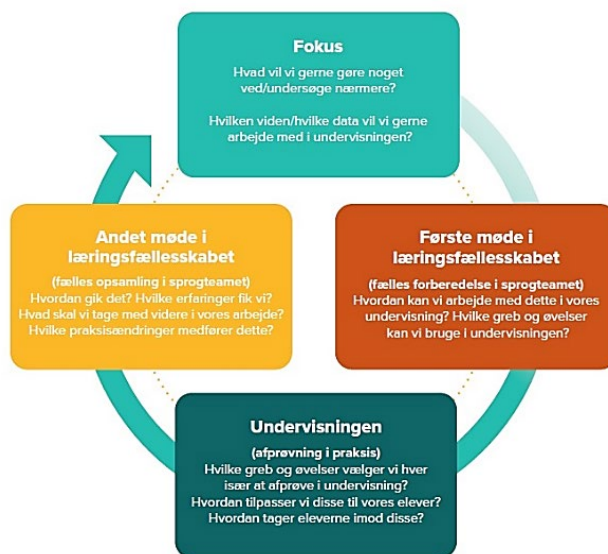 Fokus
Hvad vil vi gerne gøre noget
ved/undersøge nærmere?
Hvilken viden/hvilke data vil vi gerne
arbejde med i undervisningen?
Første møde i
læringsfællesskabet
(fælles forberedelse i sprogteamet)
Hvordan kan vi arbejde med dette i vores
undervisning? Hvilke greb og øvelser
kan vi bruge i undervisningen?
Undervisningen
(afprøvning i praksis)
Hvilke greb og øvelser vælger vi hver
især at afprøve i undervisning?
Hvordan tilpasser vi disse til vores elever?
Hvordan tager eleverne imod disse?
Andet møde i
læringsfællesskabet
(fælles opsamling i sprogteamet)
Hvordan gik det? Hvilke erfaringer fik vi?
Hvad skal vi tage med videre i vores arbejde?
Hvilke praksisændringer medfører dette?